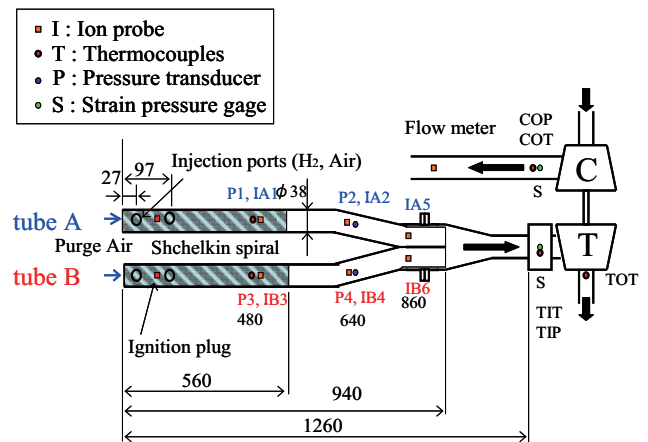 I : Ion probe
T : Thermocouples
P : Pressure transducer
S : Strain pressure gage
Flow meter
COP
COT
C
S
97
27
Injection ports (H2, Air)
P1, IA1
ϕ 38
P2, IA2
IA5
tube A
Purge Air
Shchelkin spiral
T
tube B
P3, IB3
480
P4, IB4
640
IB6
860
S
TOT
TIT
TIP
Ignition plug
560
940
1260